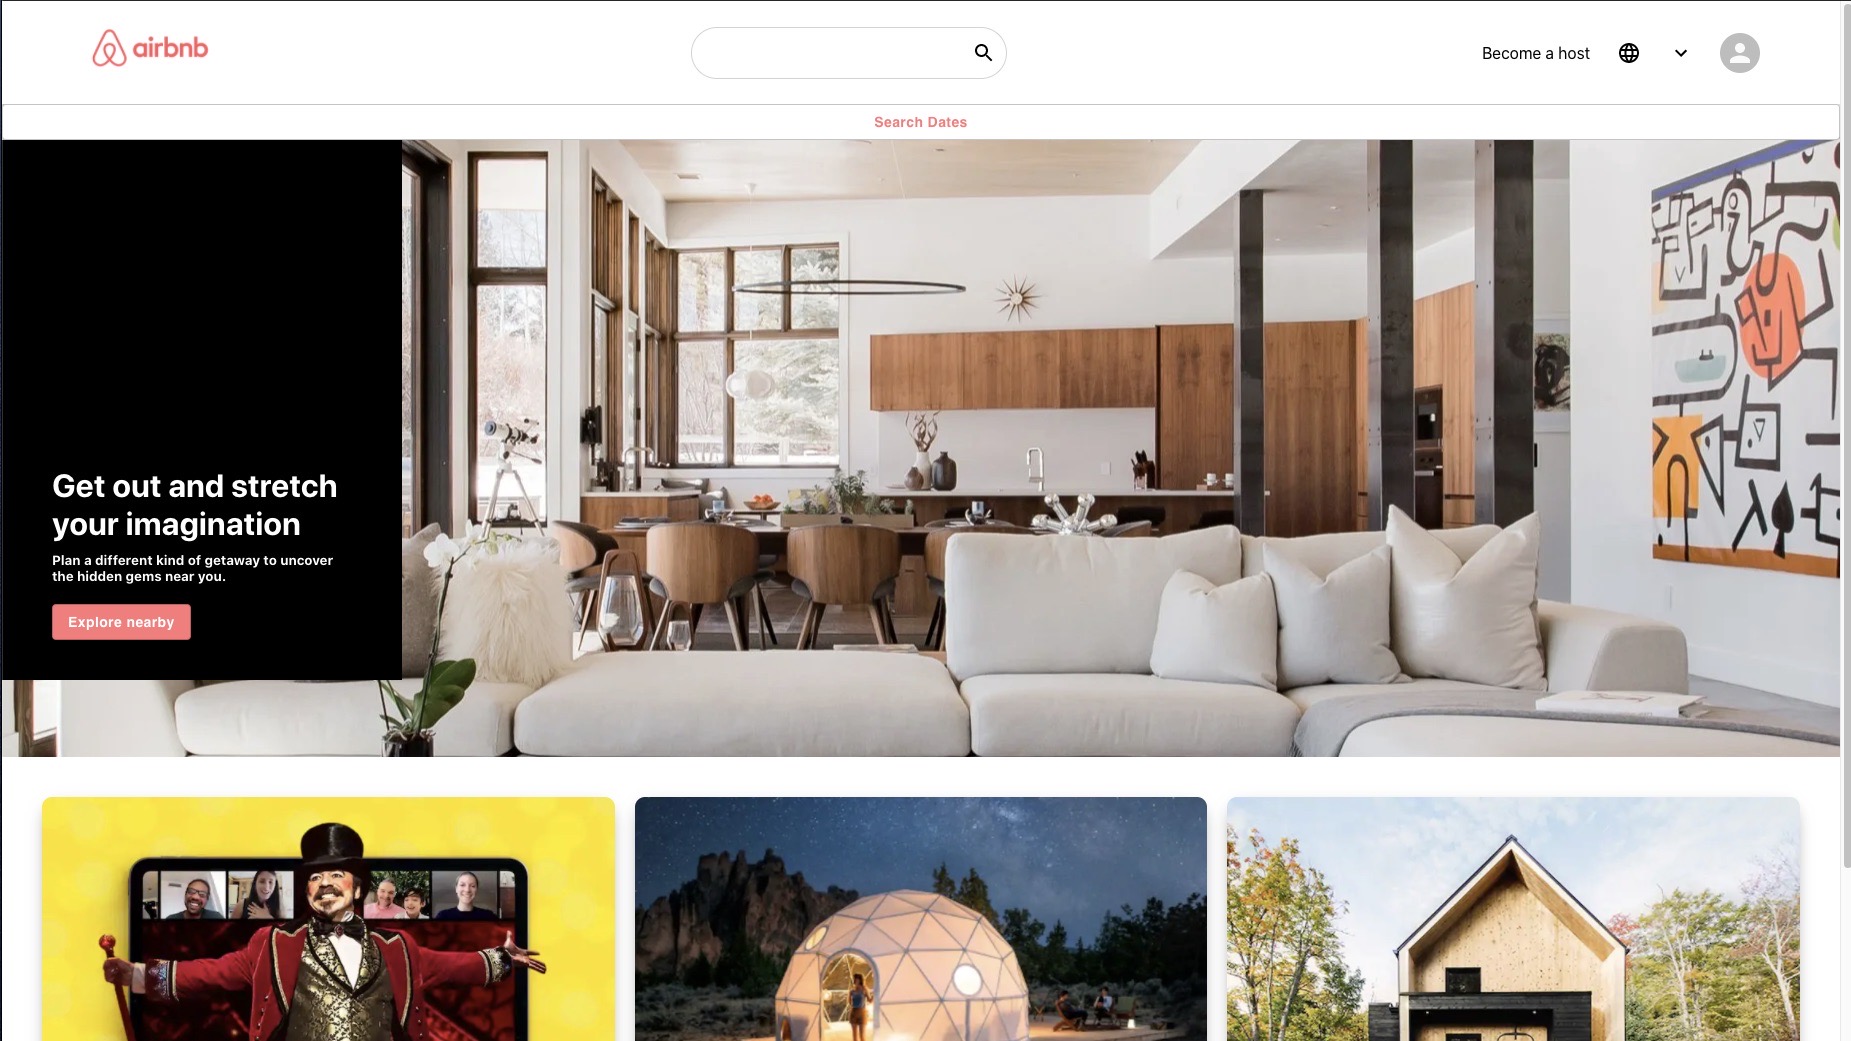 airbnb
Become a host
Search Dates
Get out and stretch
your imagination
Plan a different kind of getaway to uncover
the hidden gems near you.
Explore nearby